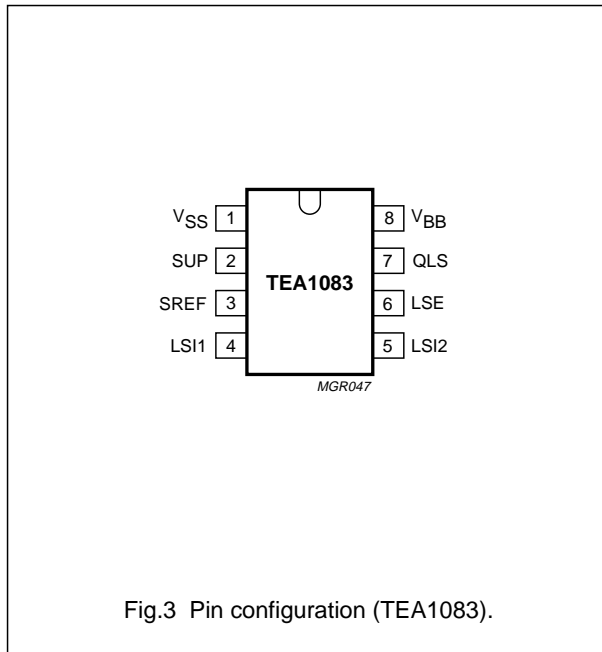 VSS 1 8 VBB
SUP 2 7 QLS
TEA1083
SREF 3 6 LSE
LSI1 4 5 LSI2
MGR047
Fig.3 Pin configuration (TEA1083).